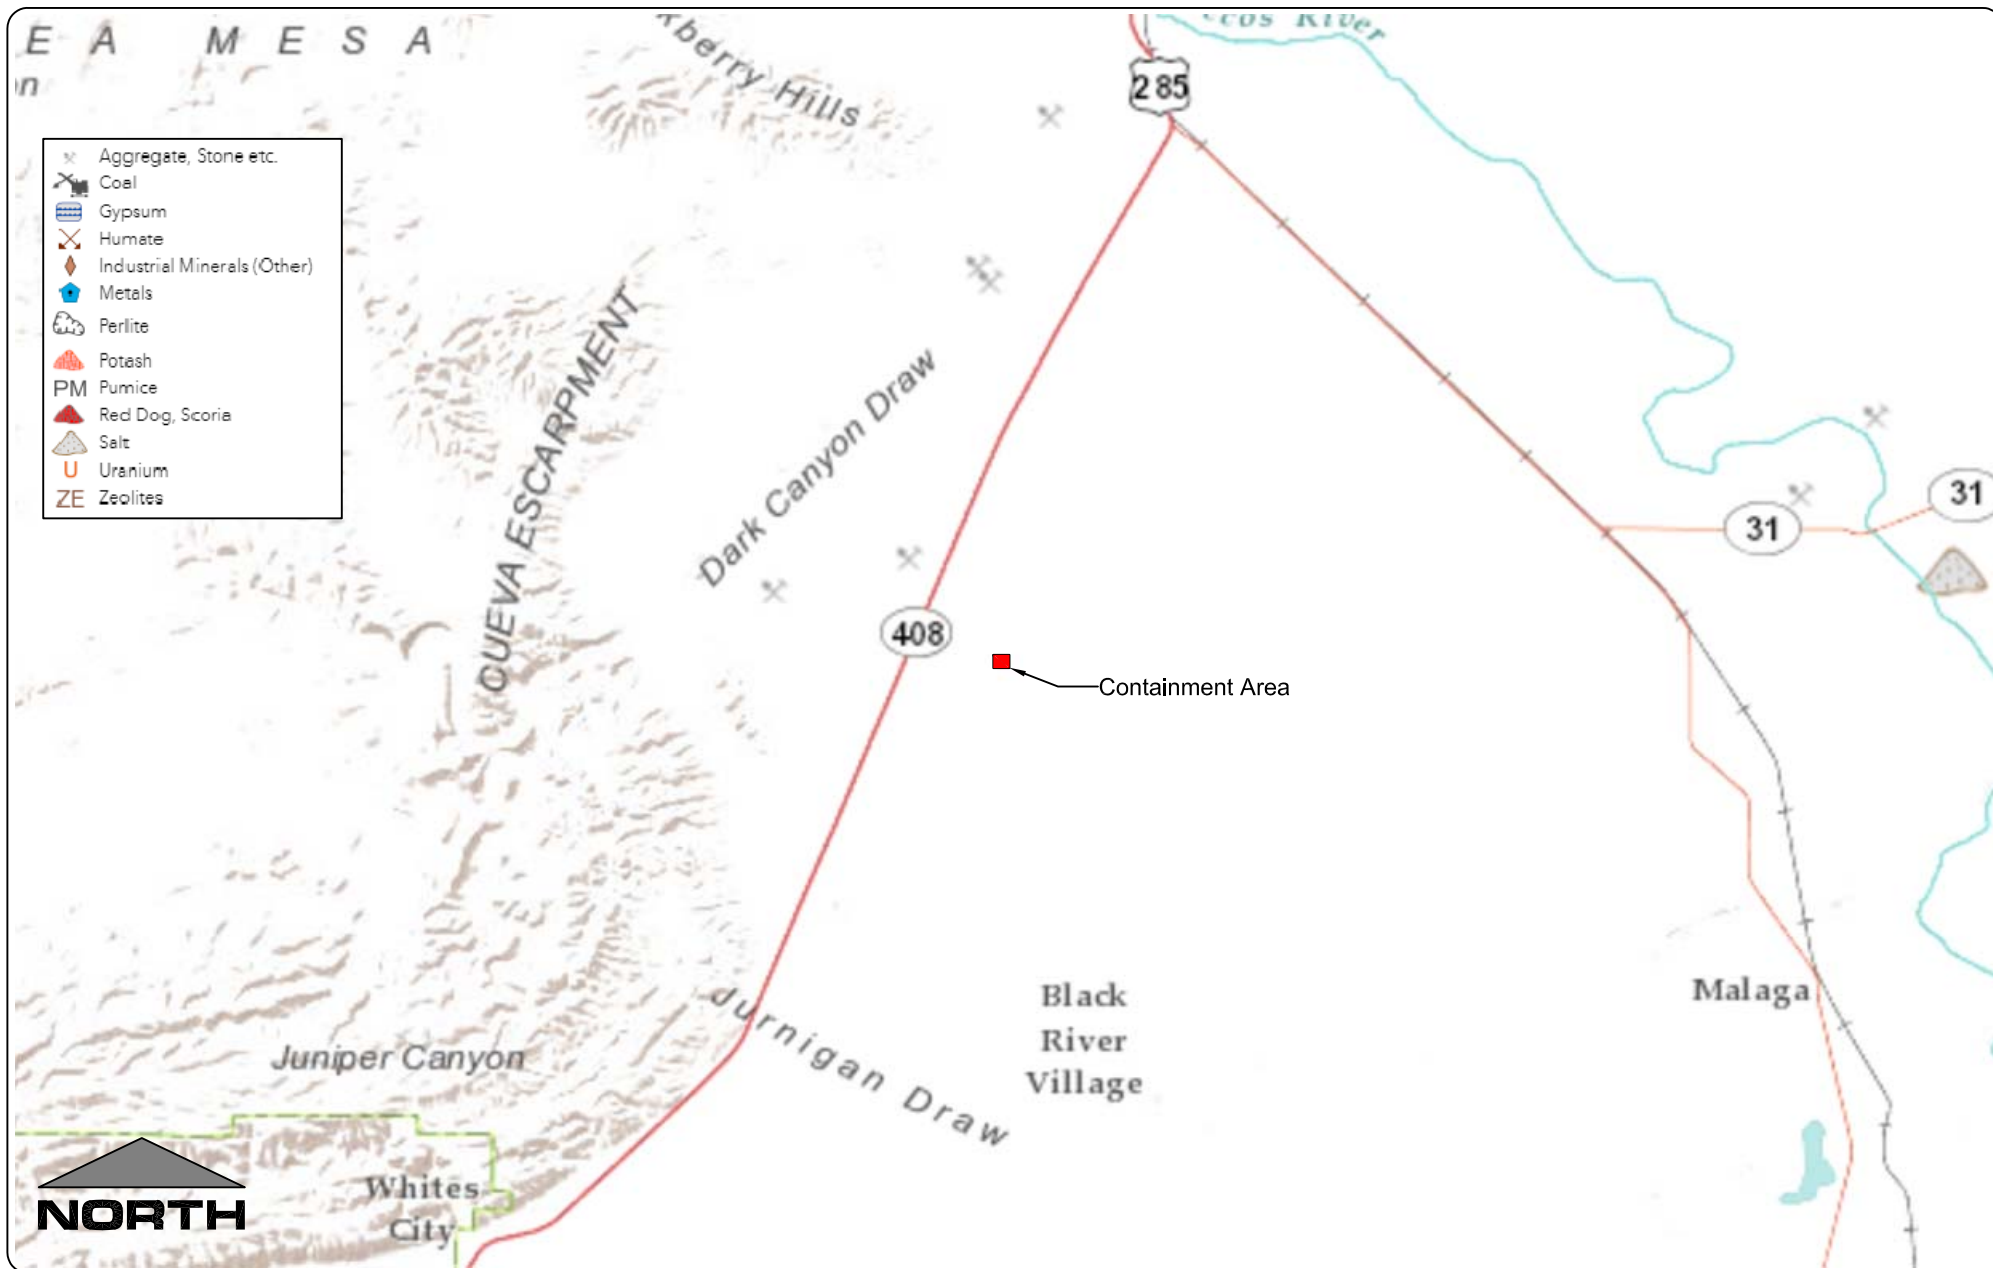 E A M E S A
Hills
ccos River
285
Aggregate, Stone etc.
Coal
Gypsum
Humate
Industrial Minerals (Other)
Metals
Perlite
Potash
PM Pumice
Red Dog, Scoria
Salt
U Uranium
ZE Zeolites
CUEVA ESCARPMENT
Dark Canyon Draw
31
31
408
Containment Area
Black
River
Village
Malaga
Jurnigan Draw
Juniper Canyon
Whites
City
NORTH